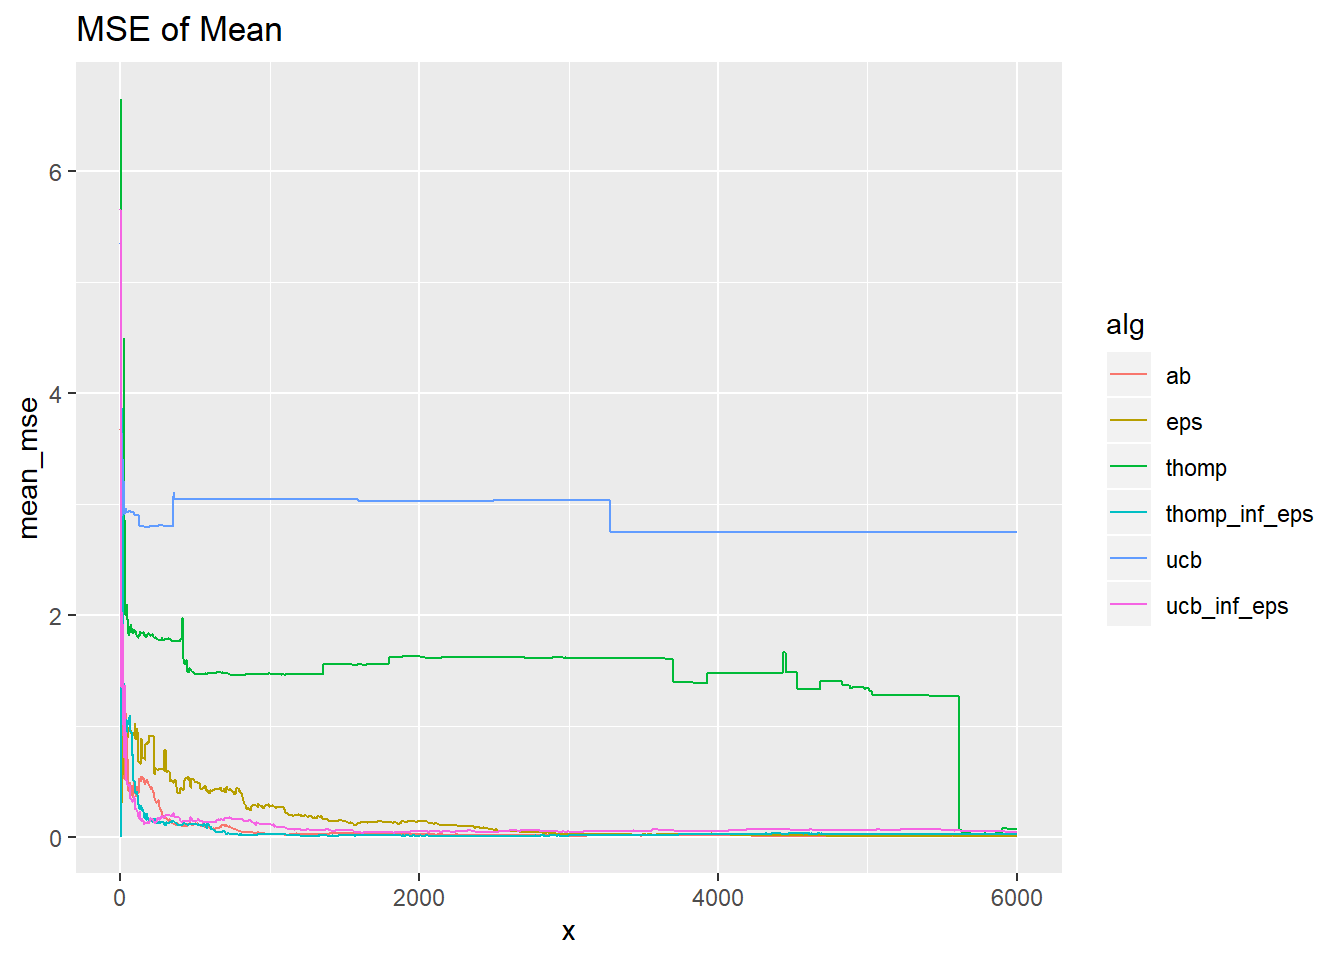 MSE of Mean
6
4
2
0
mean_mse
0
2000
4000
6000
x
alg
ab
eps
thomp
thomp_inf_eps
ucb
ucb_inf_eps